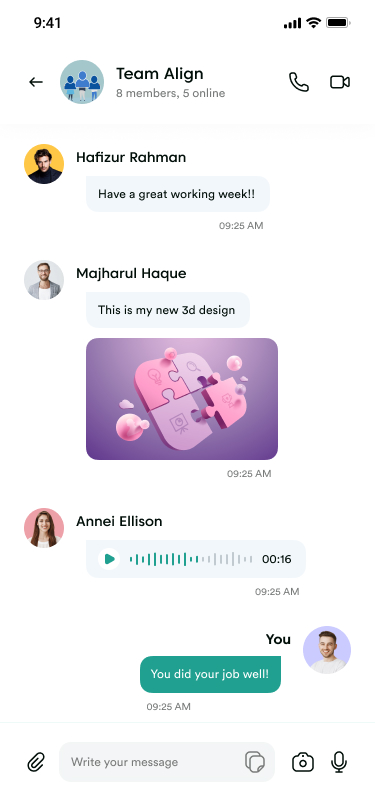 9:41
Team Align
8 members, 5 online
Hafizur Rahman
Have a great working week!!
09:25 AM
Majharul Haque
This is my new 3d design
09:25 AM
Annei Ellison
00:16
09:25 AM
You
You did your job well!
09:25 AM
Write your message